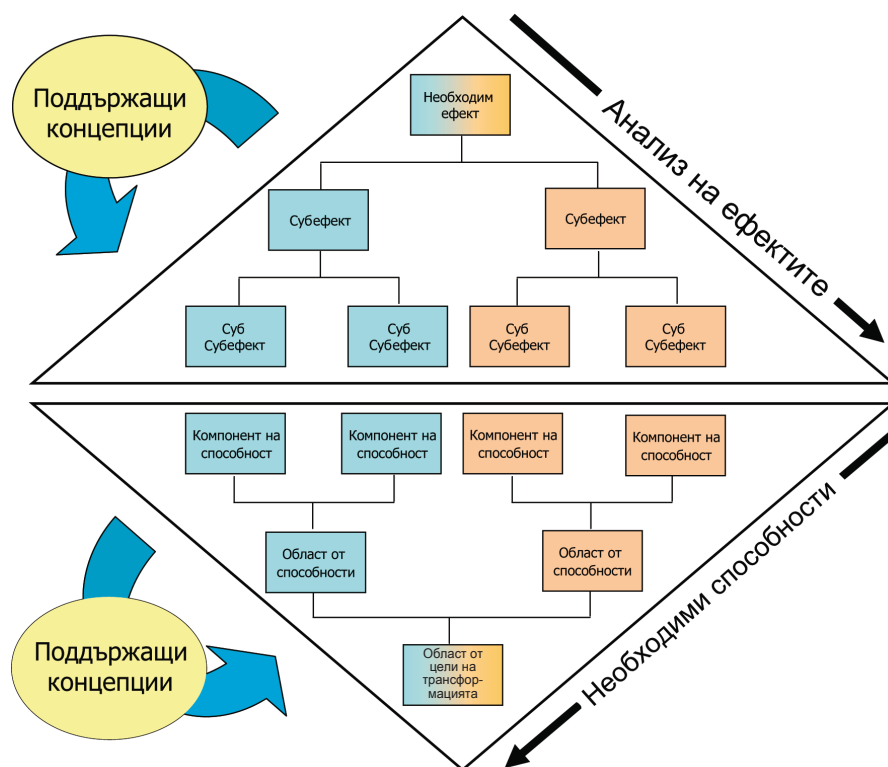 Поддържащи
концепции
Необходим
ефект
Анализ на ефектите
Субефект
Субефект
Суб
Субефект
Суб
Субефект
Суб
Субефект
Суб
Субефект
Компонент на
способност
Компонент на
способност
Компонент на
способност
Компонент на
способност
Област от
способности
Област от
способности
Необходими способности
Поддържащи
концепции
Област от
цели на
трансфор-
мацията